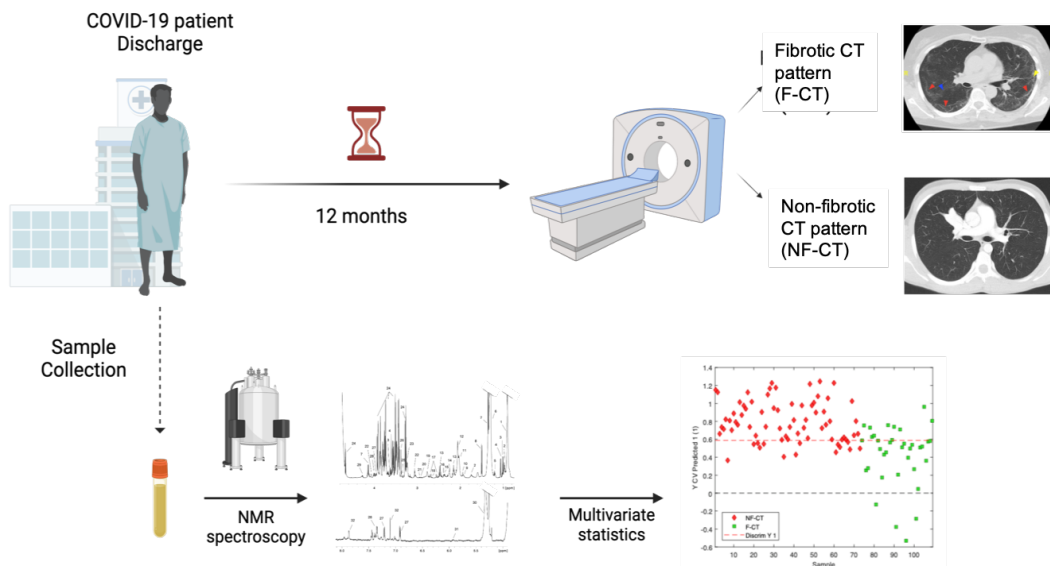 COVID-19 patient
Discharge
12 months
Fibrotic CT
pattern
(F-CT)
Non-fibrotic
CT pattern
(NF-CT)
Sample
Collection
NMR
spectroscopy
Multivariate
statistics
Y CV Predicted 1 (1)
1.4
1.2
1
0.8
0.6
0.4
0.2
0
-0.2
-0.4
-0.6
NF-CT
F-CT
Discrim Y 1
10 20 30 40 50 60 70 80 90 100
Sample